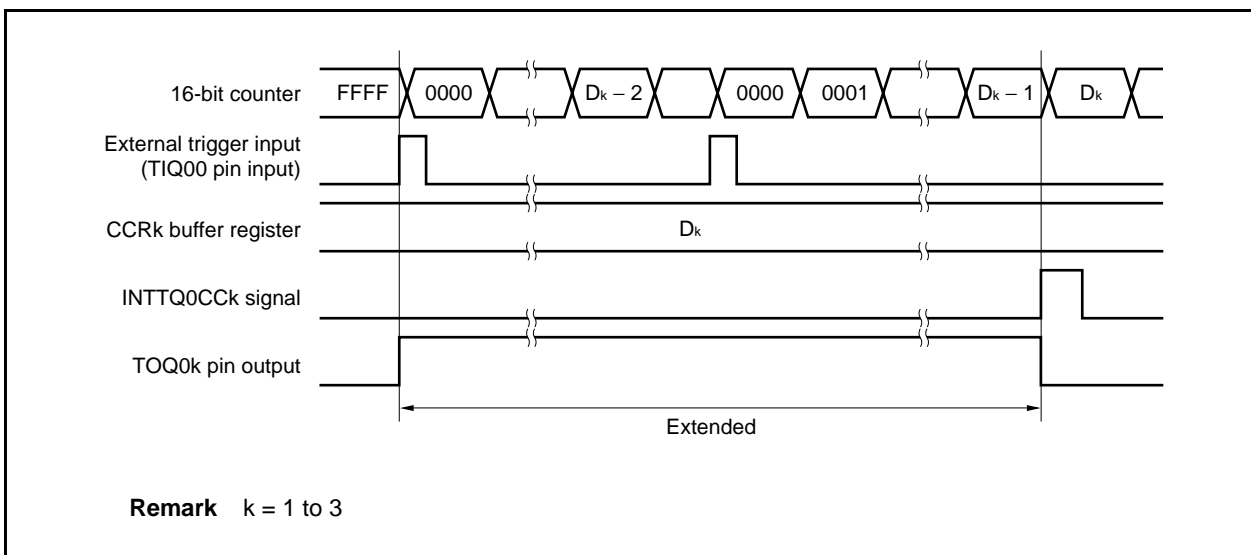 16-bit counter FFFF 0000 Dk − 2 0000 0001 Dk − 1 Dk
External trigger input
(TIQ00 pin input)
CCRk buffer register Dk
INTTQ0CCk signal
TOQ0k pin output
Extended
Remark k = 1 to 3